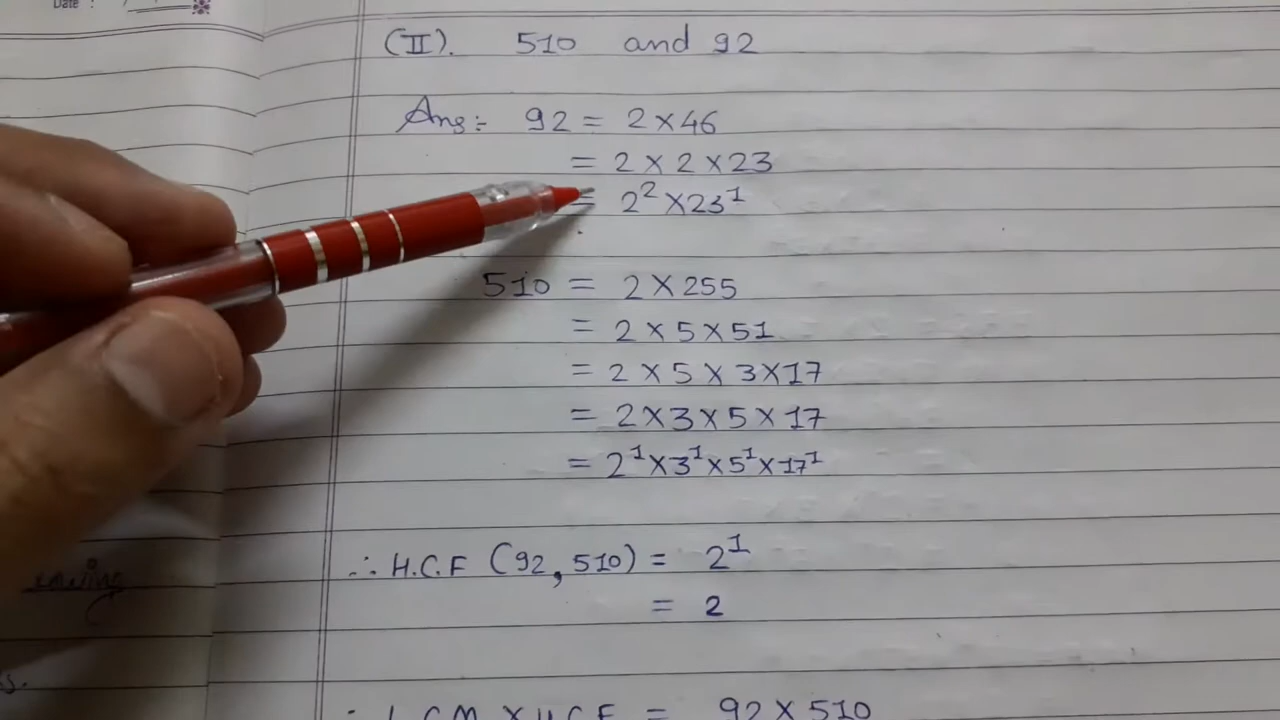 Date :
(II). 510 and 92
Ans:- 92 = 2 × 46
= 2 × 2 × 23
= 2² × 23¹
510 = 2 × 255
= 2 × 5 × 51
= 2 × 5 × 3 × 17
= 2 × 3 × 5 × 17
= 2¹ × 3¹ × 5¹ × 17¹
∴ H.C.F (92, 510) = 2¹
= 2
L.C.M × H.C.F = 92 × 510